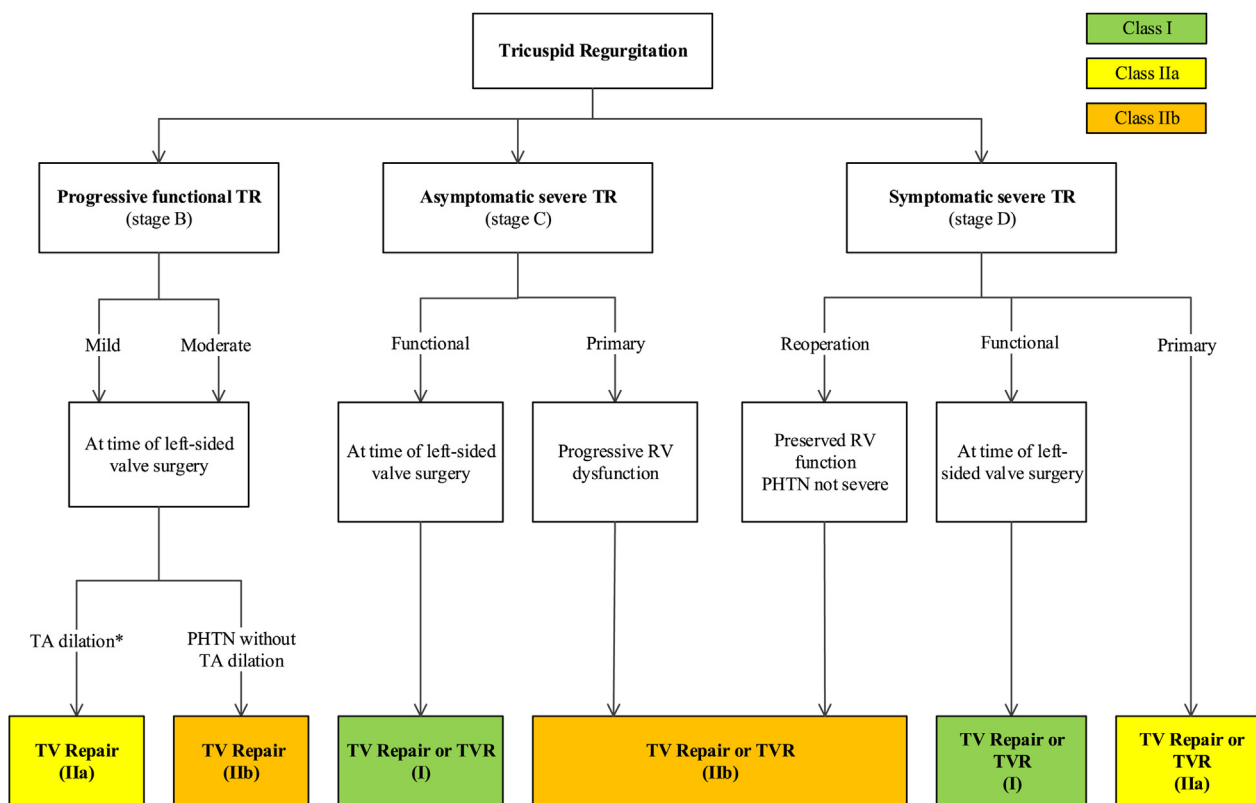 Tricuspid Regurgitation
Class I
Class IIa
Class IIb
Progressive functional TR
(stage B)
Asymptomatic severe TR
(stage C)
Symptomatic severe TR
(stage D)
Mild
Moderate
Functional
Primary
Reoperation
Functional
Primary
At time of left-sided
valve surgery
At time of left-sided
valve surgery
Progressive RV
dysfunction
Preserved RV
function
PHTN not severe
At time of left-
sided valve surgery
TA dilation*
PHTN without
TA dilation
TV Repair
(IIa)
TV Repair
(IIb)
TV Repair or TVR
(I)
TV Repair or TVR
(IIb)
TV Repair or
TVR
(I)
TV Repair or
TVR
(IIa)